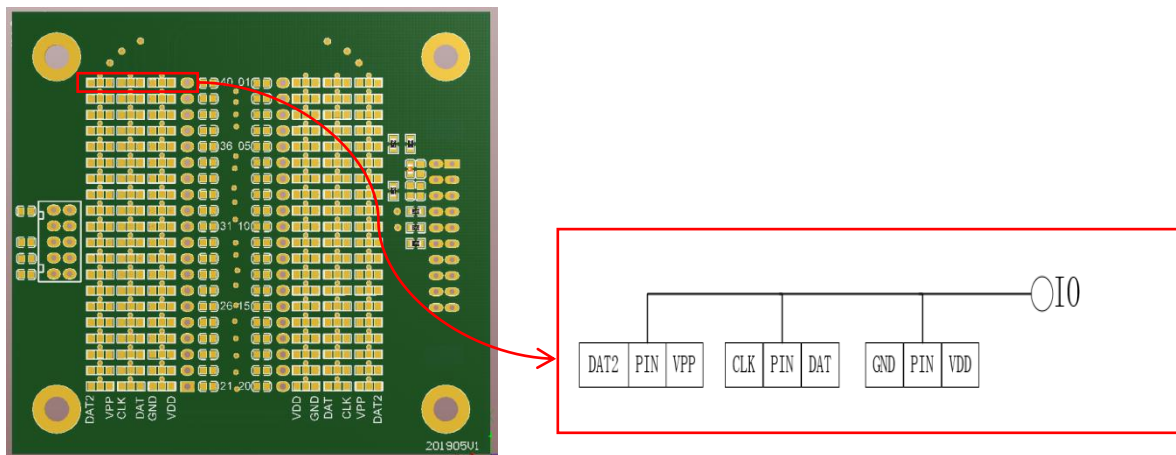 40 01
36 05
31 10
26 15
21 20
DAT2
VPP
CLK
DAT
GND
VDD
VDD
GND
DAT
CLK
VPP
DAT2
201905V1
IO
DAT2 PIN VPP
CLK PIN DAT
GND PIN VDD